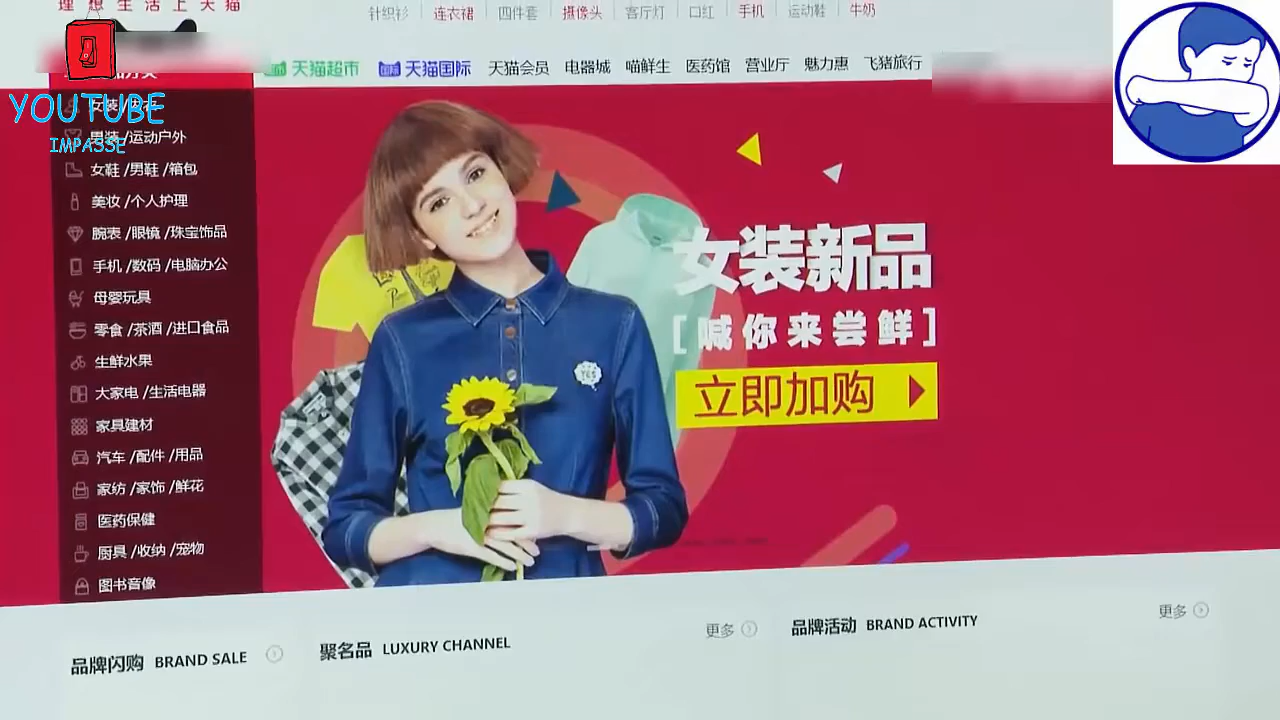 理想生活上天猫
针织衫 连衣裙 四件套 摄像头 客厅灯 口红 手机 运动鞋 牛奶
天猫超市 天猫国际 天猫会员 电器城 喵鲜生 医药馆 营业厅 魅力惠 飞猪旅行
YOUTUBE
IMPASSE
男装/运动户外
女鞋/男鞋/箱包
美妆/个人护理
腕表/眼镜/珠宝饰品
手机/数码/电脑办公
母婴玩具
零食/茶酒/进口食品
生鲜水果
大家电/生活电器
家具建材
汽车/配件/用品
家纺/家饰/鲜花
医药保健
厨具/收纳/宠物
图书音像
女装新品
[喊你来尝鲜]
立即加购
YES
品牌闪购 BRAND SALE
聚名品 LUXURY CHANNEL
更多
品牌活动 BRAND ACTIVITY
更多